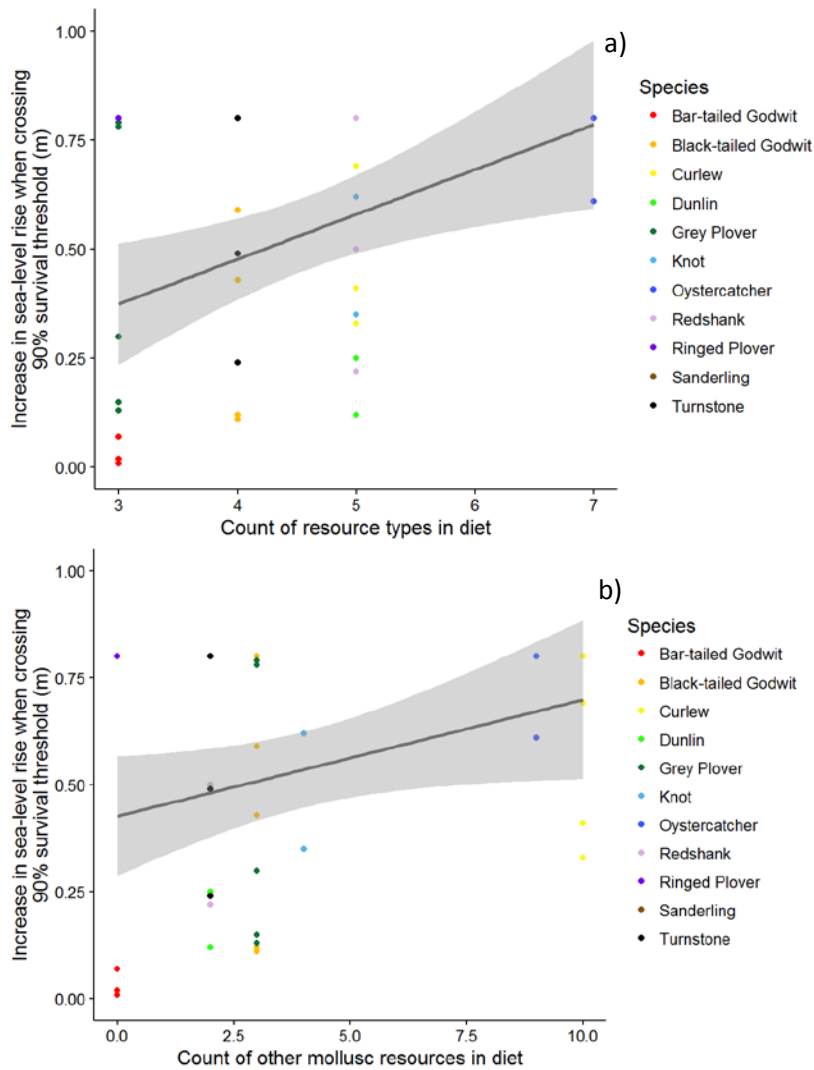 a)
1.00
0.75
0.50
0.25
0.00
Increase in sea-level rise when crossing
90% survival threshold (m)
3
4
5
6
7
Count of resource types in diet
Species
Bar-tailed Godwit
Black-tailed Godwit
Curlew
Dunlin
Grey Plover
Knot
Oystercatcher
Redshank
Ringed Plover
Sanderling
Turnstone
b)
1.00
0.75
0.50
0.25
0.00
Increase in sea-level rise when crossing
90% survival threshold (m)
0.0
2.5
5.0
7.5
10.0
Count of other mollusc resources in diet
Species
Bar-tailed Godwit
Black-tailed Godwit
Curlew
Dunlin
Grey Plover
Knot
Oystercatcher
Redshank
Ringed Plover
Sanderling
Turnstone